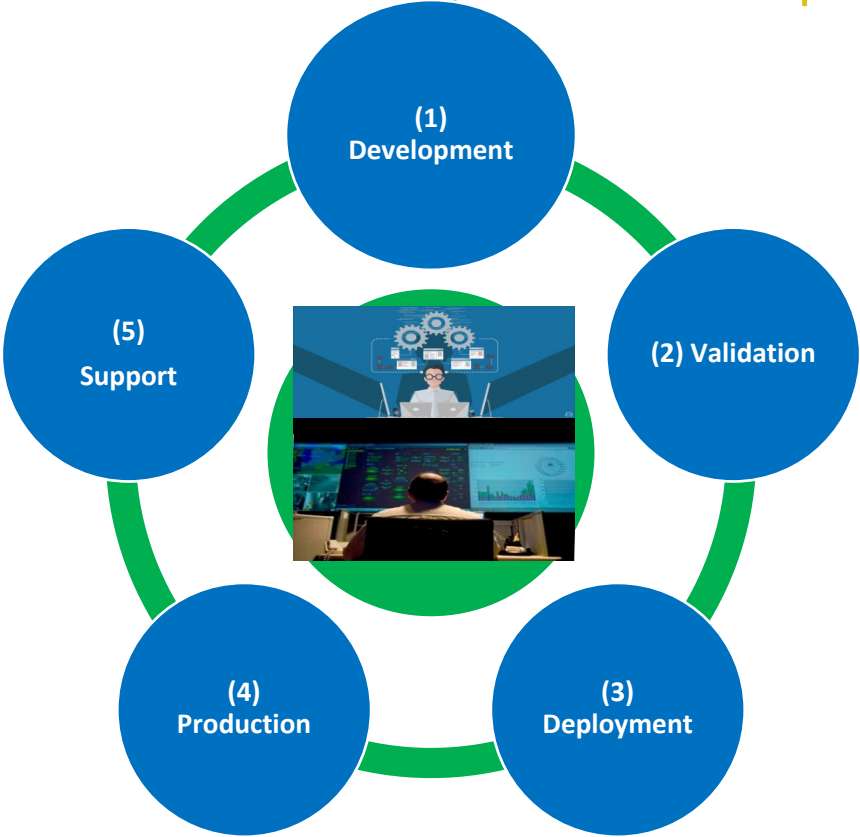 (1)
Development
(2) Validation
(3)
Deployment
(4)
Production
(5)
Support